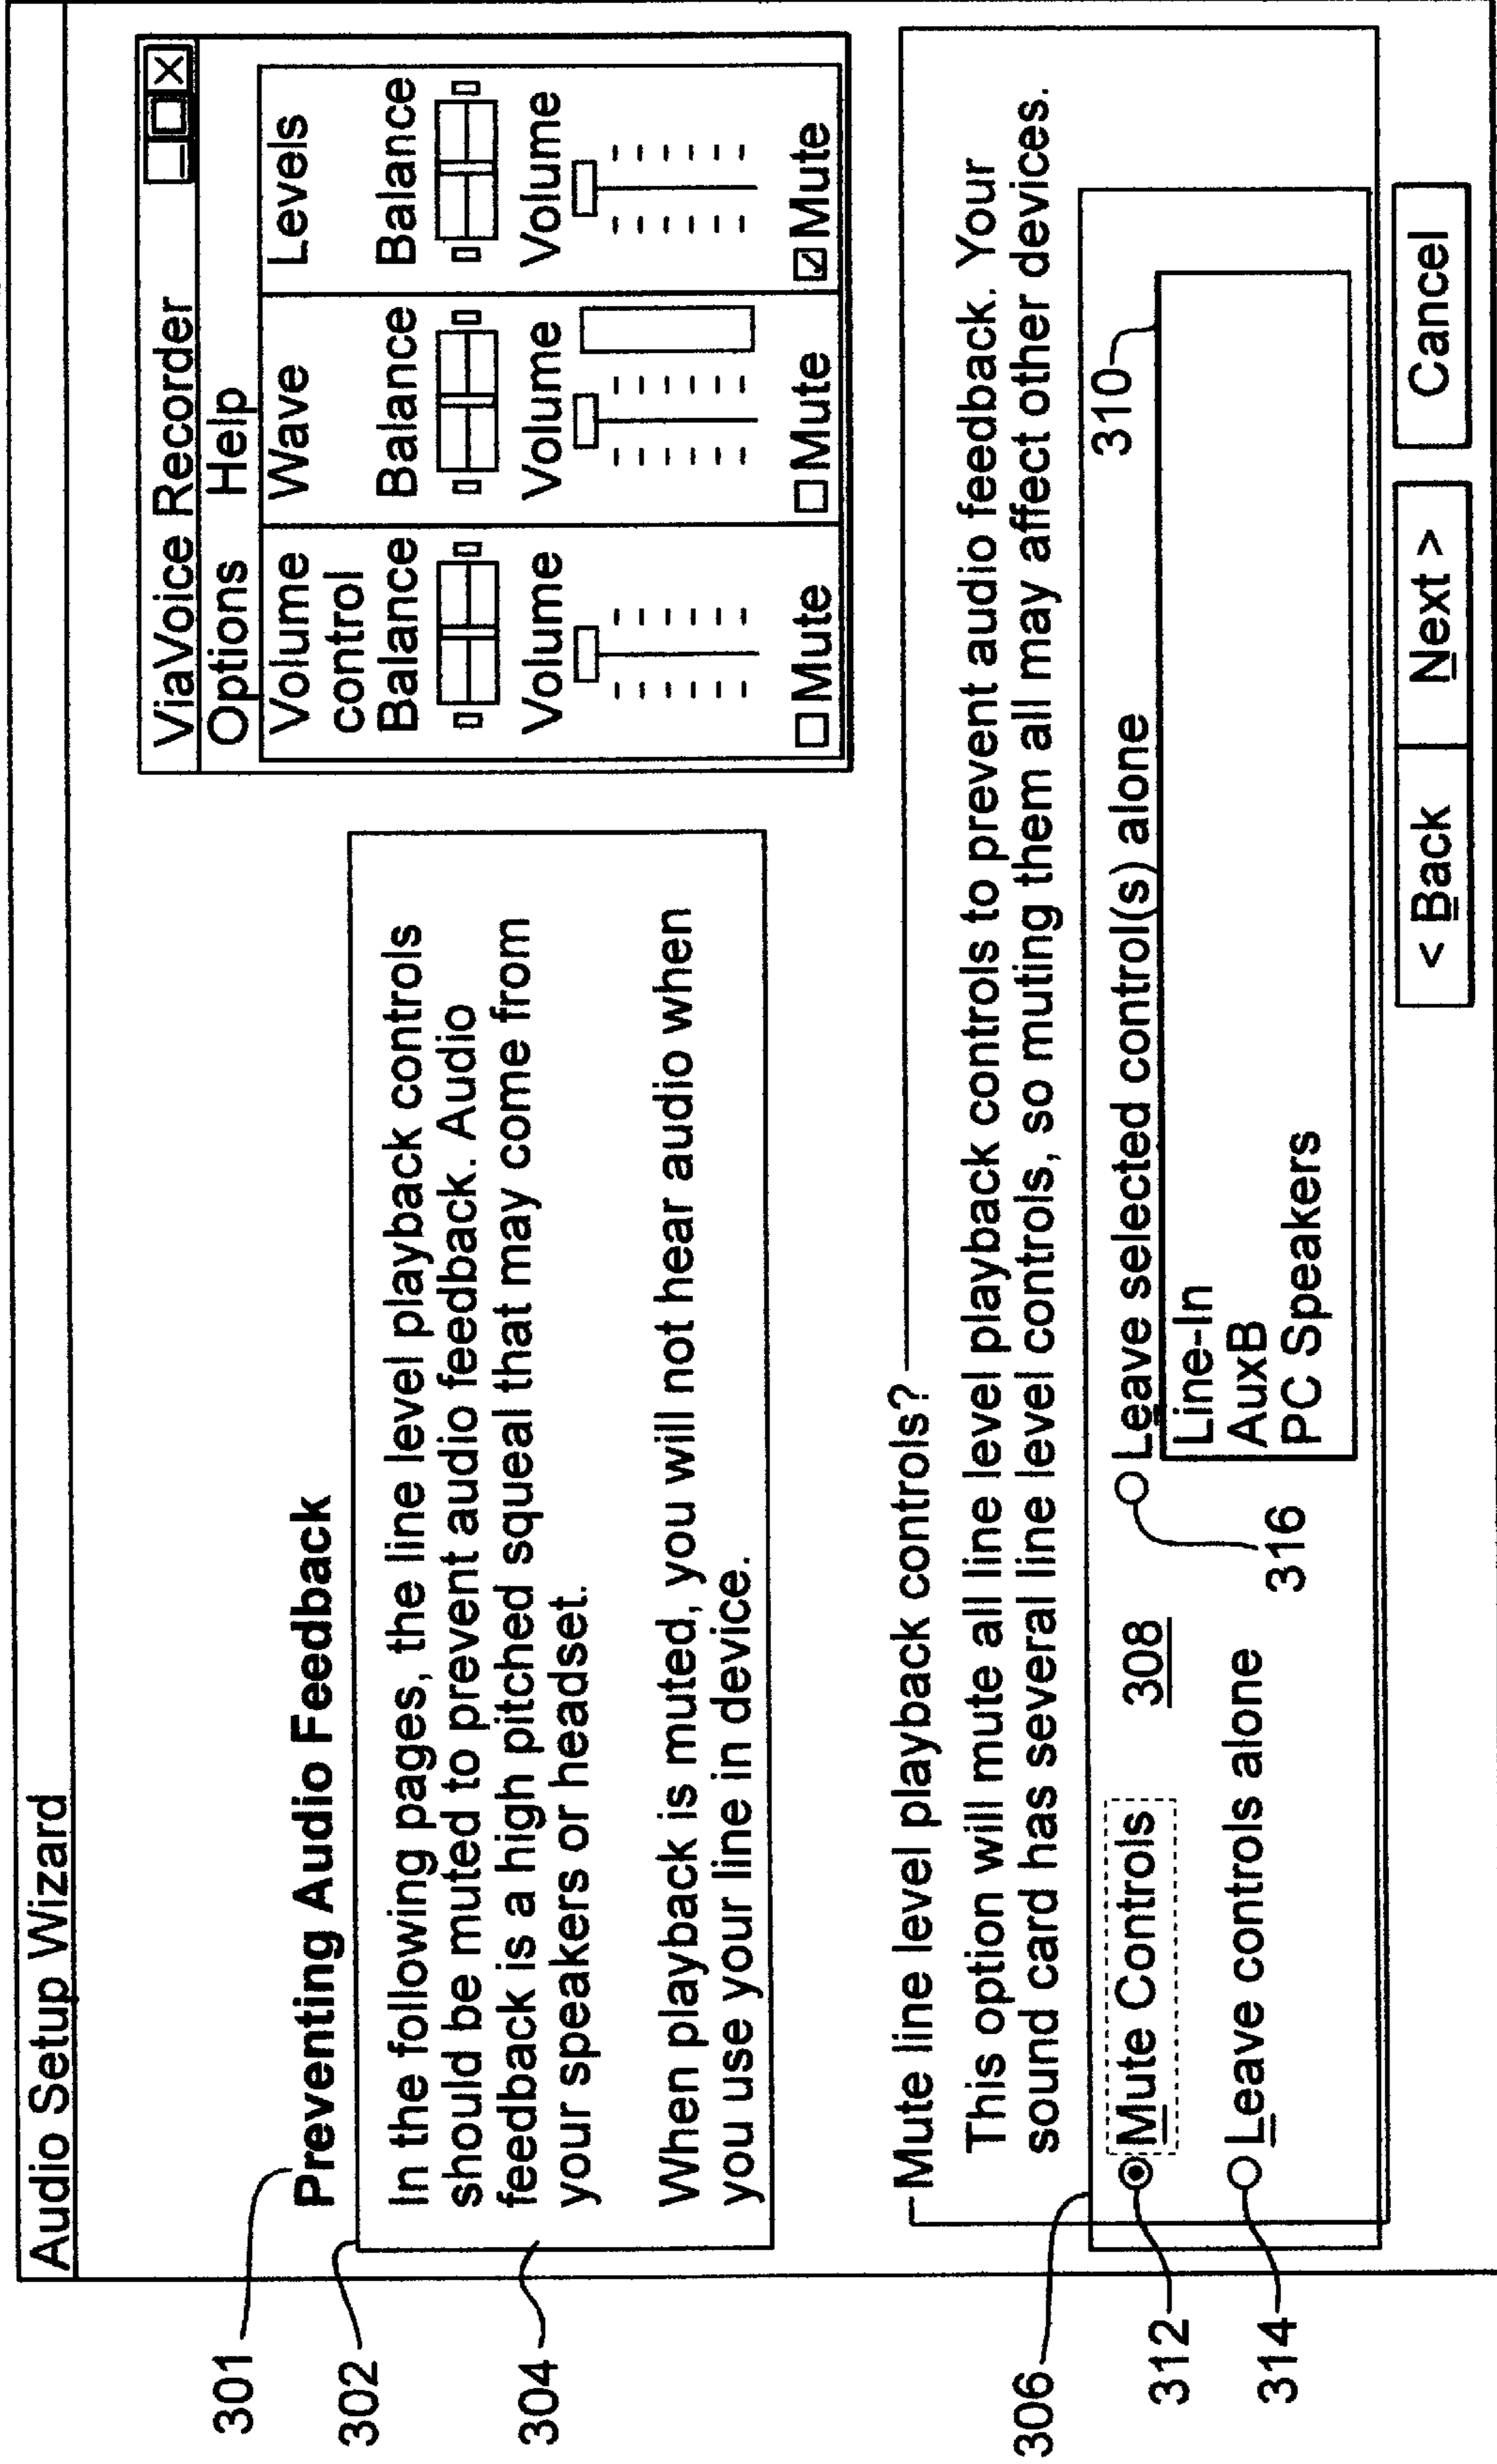 Audio Setup Wizard
301
Preventing Audio Feedback
302
In the following pages, the line level playback controls
should be muted to prevent audio feedback. Audio
feedback is a high pitched squeal that may come from
your speakers or headset.
304
When playback is muted, you will not hear audio when
you use your line in device.
ViaVoice Recorder
Options Help
Volume control
Balance
Volume
Mute
Wave
Balance
Volume
Mute
Levels
Balance
Volume
Mute
Mute line level playback controls?
This option will mute all line level playback controls to prevent audio feedback. Your
sound card has several line level controls, so muting them all may affect other devices.
306
312
Mute Controls
308
314
Leave controls alone
316
Leave selected control(s) alone
310
Line-In
AuxB
PC Speakers
< Back
Next >
Cancel